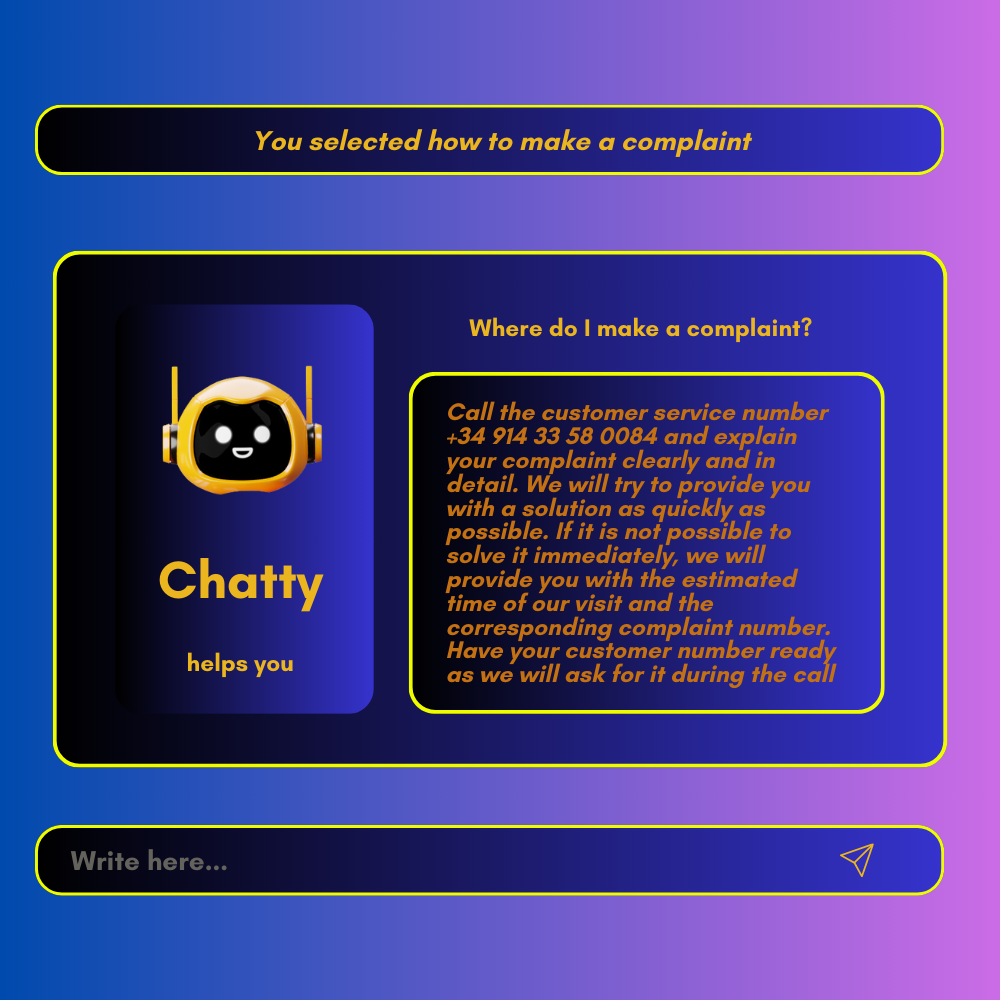 You selected how to make a complaint
Where do I make a complaint?
Call the customer service number
+34 914 33 58 0084 and explain
your complaint clearly and in
detail. We will try to provide you
with a solution as quickly as
possible. If it is not possible to
solve it immediately, we will
provide you with the estimated
time of our visit and the
corresponding complaint number.
Have your customer number ready
as we will ask for it during the call
Chatty
helps you
Write here...